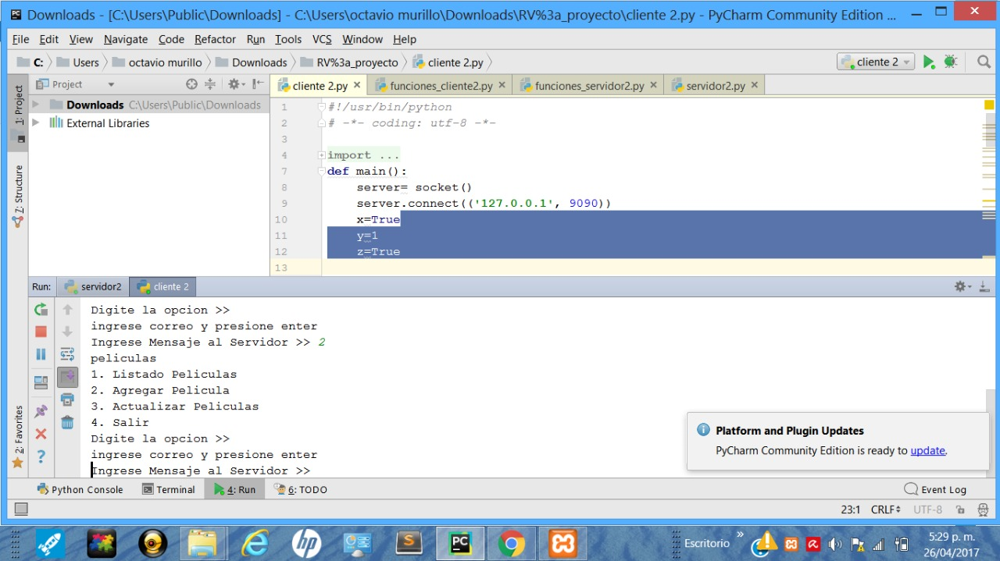 Downloads - [C:\Users\Public\Downloads] - C:\Users\octavio murillo\Downloads\RV%3a_proyecto\cliente 2.py - PyCharm Community Edition ...
File Edit View Navigate Code Refactor Run Tools VCS Window Help
C: Users octavio murillo Downloads RV%3a_proyecto cliente 2.py cliente 2
Project cliente 2.py funciones_cliente2.py funciones_servidor2.py servidor2.py
1: Project
7: Structure
2: Favorites
Downloads C:\Users\Public\Downloads
External Libraries
1 #!/usr/bin/python
2 # -*- coding: utf-8 -*-
3
4 import ...
7 def main():
8 server= socket()
9 server.connect(('127.0.0.1', 9090))
10 x=True
11 y=1
12 z=True
13
Run: servidor2 cliente 2
Digite la opcion >>
ingrese correo y presione enter
Ingrese Mensaje al Servidor >> 2
peliculas
1. Listado Peliculas
2. Agregar Pelicula
3. Actualizar Peliculas
4. Salir
Digite la opcion >>
ingrese correo y presione enter
Ingrese Mensaje al Servidor >>
Platform and Plugin Updates
PyCharm Community Edition is ready to update.
Python Console Terminal 4: Run 6: TODO Event Log
23:1 CRLF UTF-8
Escritorio » 5:29 p. m.
26/04/2017